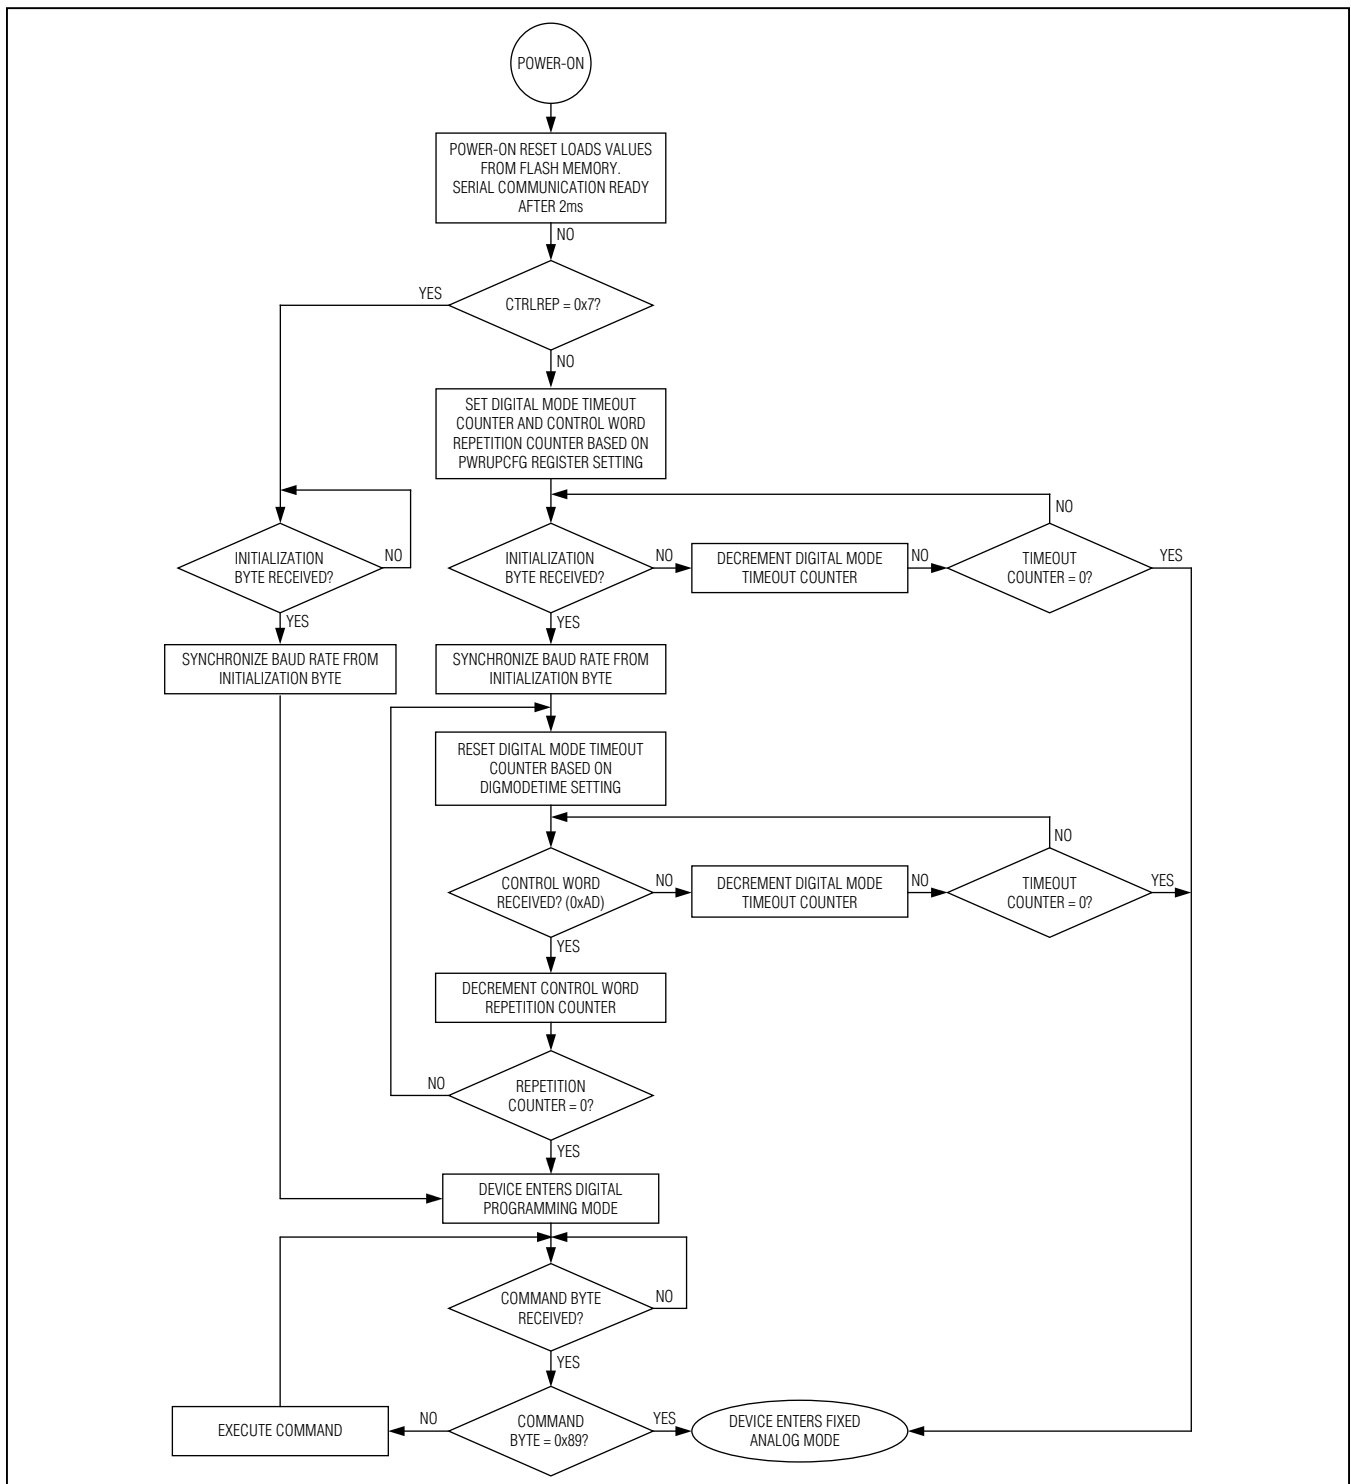 POWER-ON
POWER-ON RESET LOADS VALUES
FROM FLASH MEMORY.
SERIAL COMMUNICATION READY
AFTER 2ms
NO
YES
CTRLREP = 0x7?
NO
SET DIGITAL MODE TIMEOUT
COUNTER AND CONTROL WORD
REPETITION COUNTER BASED ON
PWRUPCFG REGISTER SETTING
NO
INITIALIZATION
BYTE RECEIVED?
NO
INITIALIZATION
BYTE RECEIVED?
NO
DECREMENT DIGITAL MODE
TIMEOUT COUNTER
NO
TIMEOUT
COUNTER = 0?
YES
YES
YES
SYNCHRONIZE BAUD RATE FROM
INITIALIZATION BYTE
SYNCHRONIZE BAUD RATE FROM
INITIALIZATION BYTE
RESET DIGITAL MODE TIMEOUT
COUNTER BASED ON
DIGMODETIME SETTING
NO
CONTROL WORD
RECEIVED? (0xAD)
NO
DECREMENT DIGITAL MODE
TIMEOUT COUNTER
NO
TIMEOUT
COUNTER = 0?
YES
YES
DECREMENT CONTROL WORD
REPETITION COUNTER
NO
REPETITION
COUNTER = 0?
YES
DEVICE ENTERS DIGITAL
PROGRAMMING MODE
COMMAND BYTE
RECEIVED?
NO
YES
EXECUTE COMMAND
NO
COMMAND
BYTE = 0x89?
YES
DEVICE ENTERS FIXED
ANALOG MODE